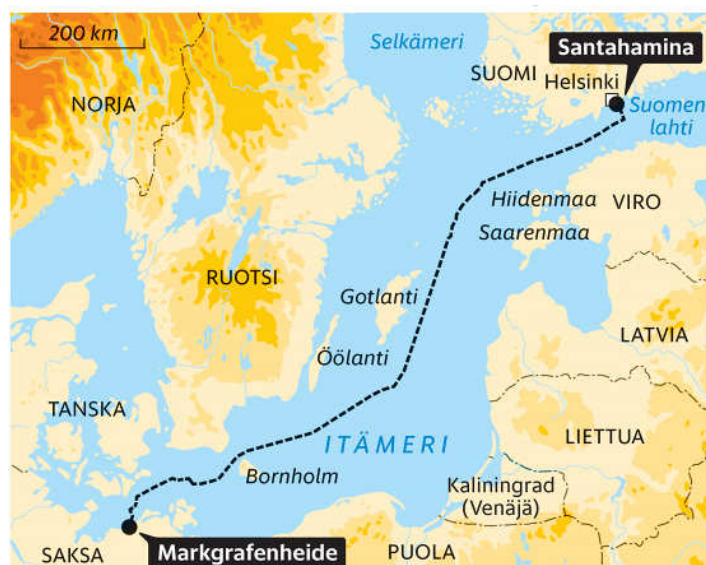 200 km
Selkämeri
Santahamina
SUOMI
Helsinki
NORJA
Suomen
lahti
Hiidenmaa
VIRO
Saarenmaa
RUOTSI
Gotlanti
LATVIA
Öölanti
TANSKA
ITÄMERI
LIETTUA
Bornholm
Kaliningrad
(Venäjä)
SAKSA
Markgrafenheide
PUOLA